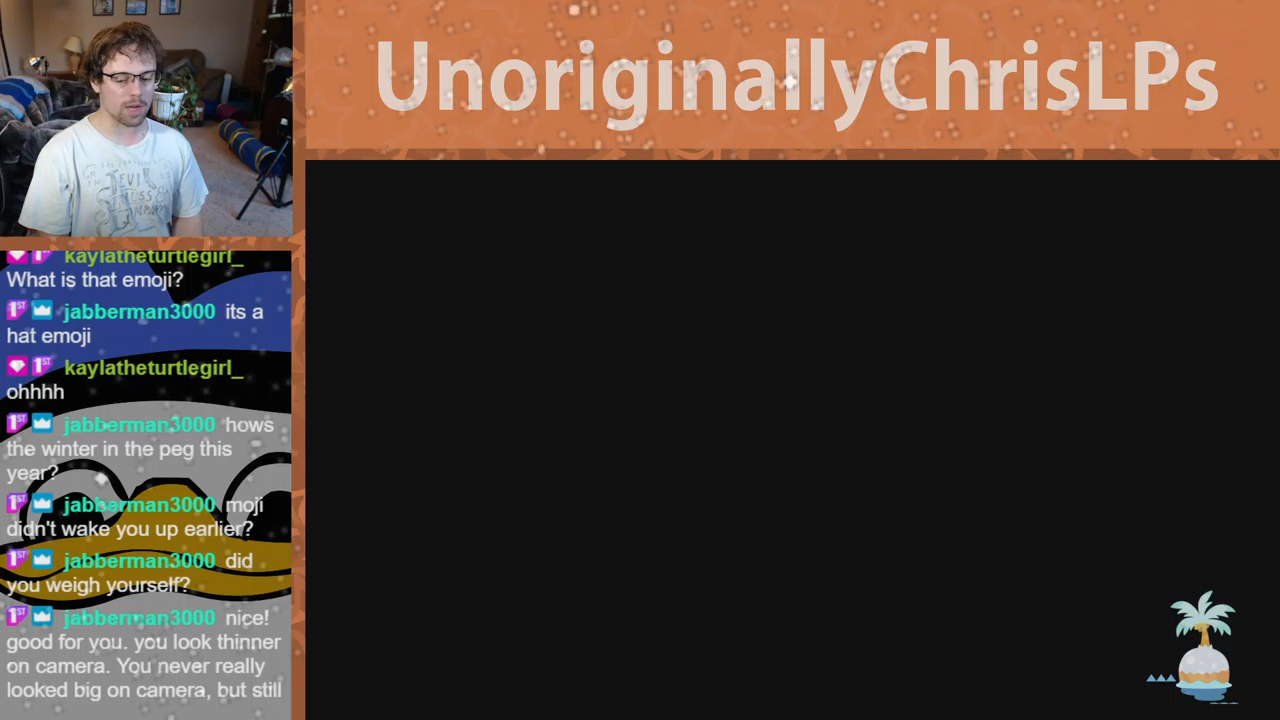 UnoriginallyChrisLPs
kaylatheturtlegirl_
What is that emoji?
jabberman3000 its a
hat emoji
kaylatheturtlegirl_
ohhhh
jabberman3000 hows
the winter in the peg this
year?
jabberman3000 moji
didn't wake you up earlier?
jabberman3000 did
you weigh yourself?
jabberman3000 nice!
good for you. you look thinner
on camera. You never really
looked big on camera, but still